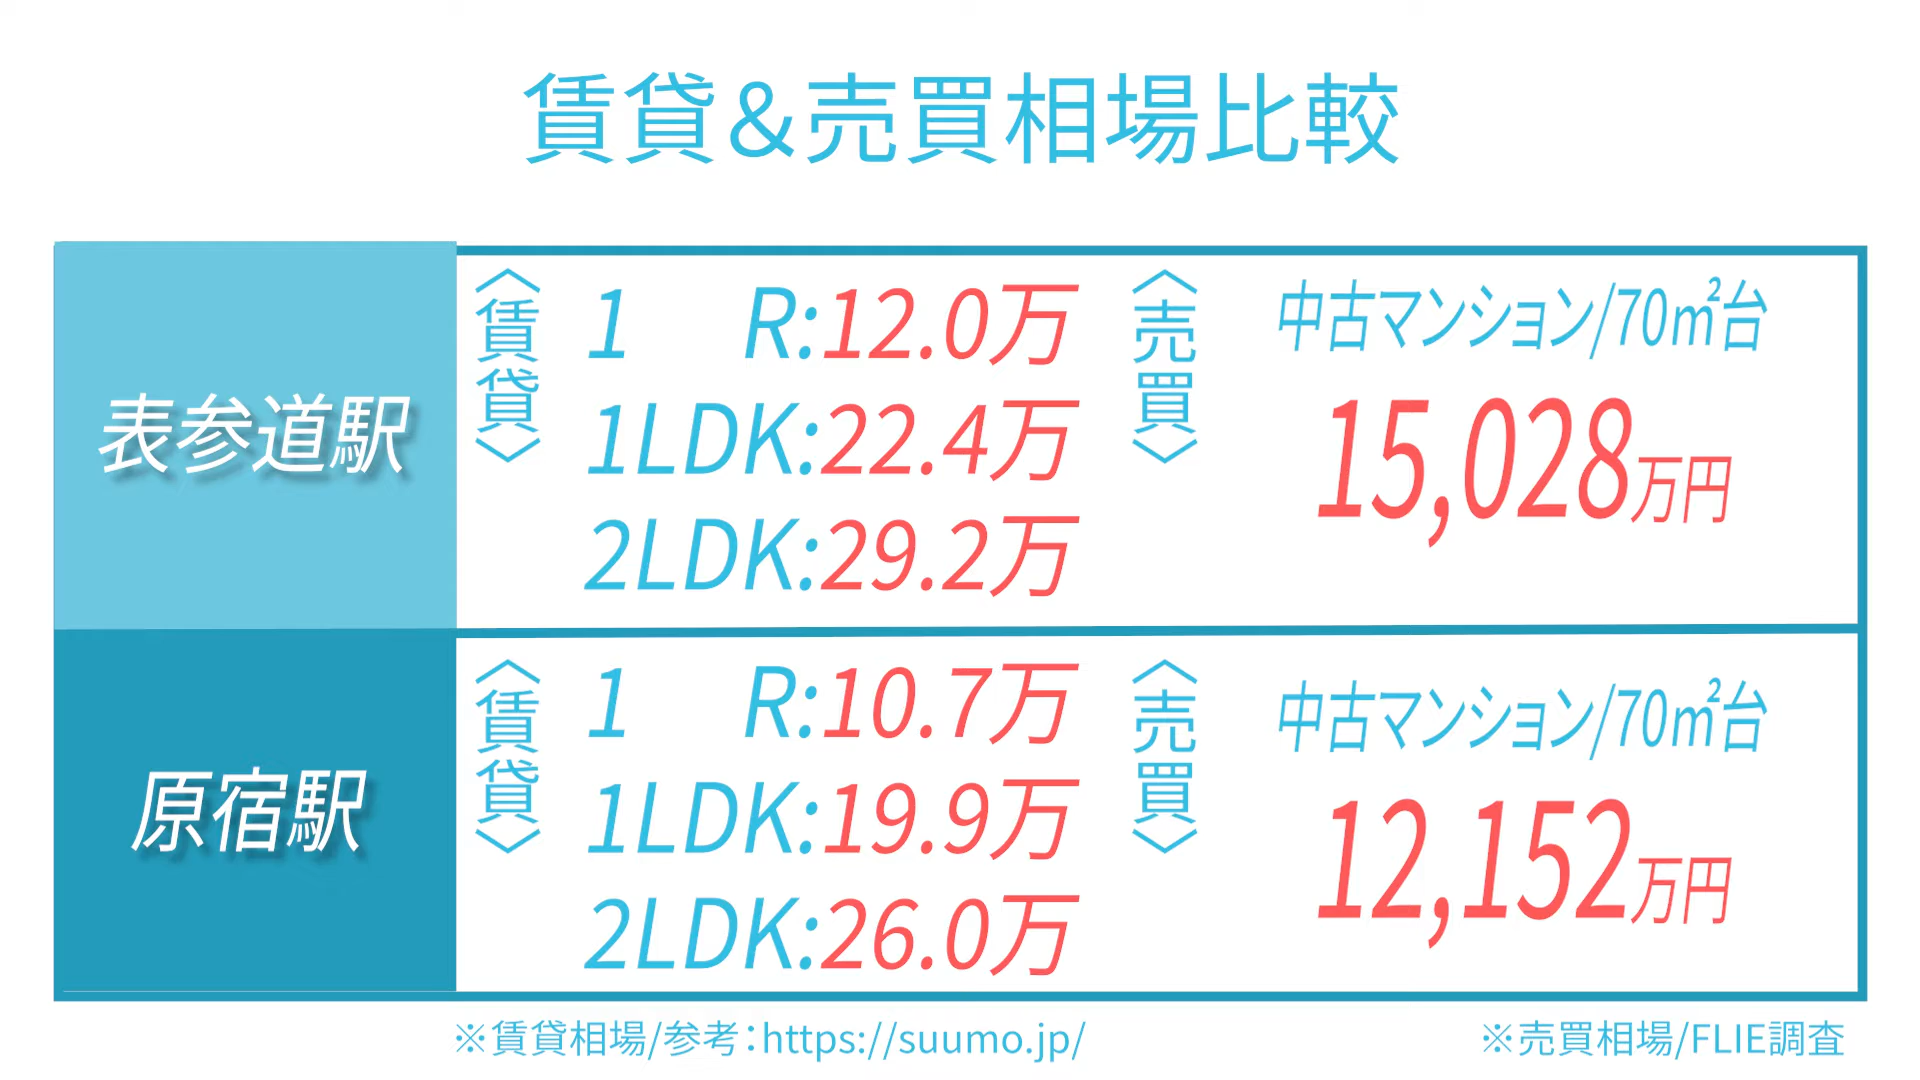 賃貸&売買相場比較
表参道駅
〈賃貸〉
1 R:12.0万
1LDK:22.4万
2LDK:29.2万
〈売買〉
中古マンション/70㎡台
15,028万円
原宿駅
〈賃貸〉
1 R:10.7万
1LDK:19.9万
2LDK:26.0万
〈売買〉
中古マンション/70㎡台
12,152万円
※賃貸相場/参考：https://suumo.jp/
※売買相場/FLIE調査